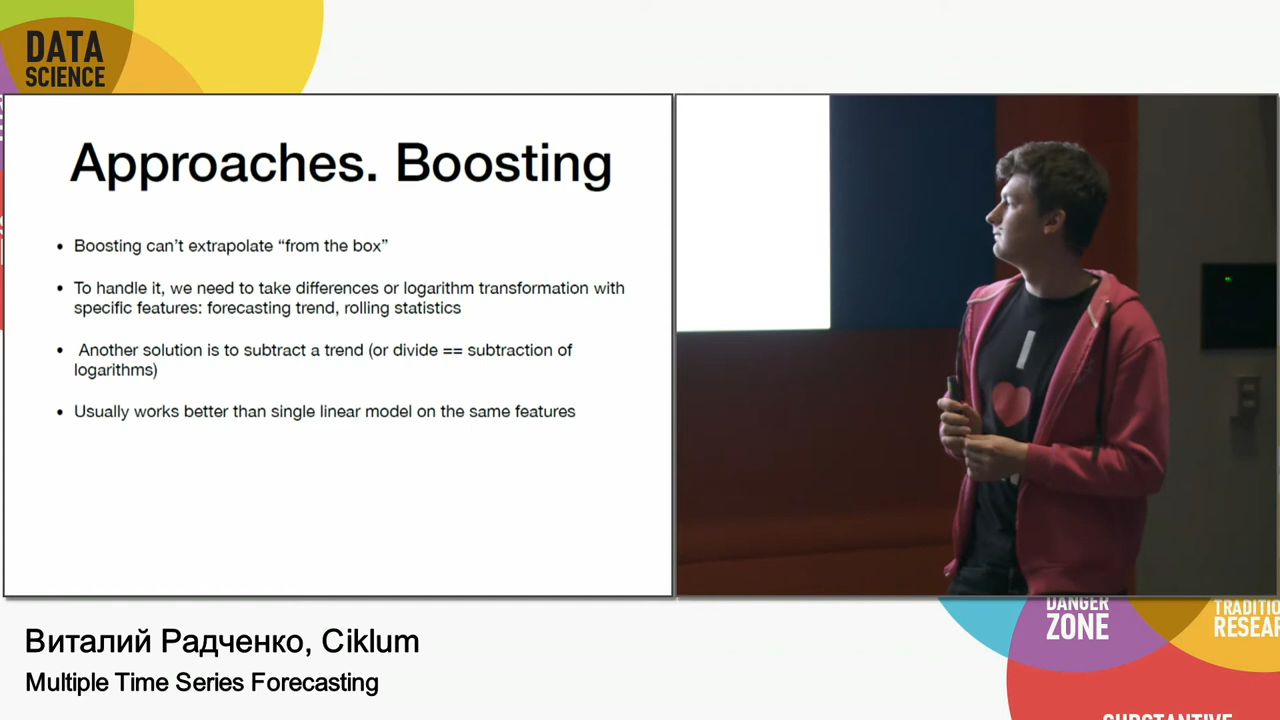 DATA
SCIENCE
Approaches. Boosting
• Boosting can’t extrapolate “from the box”
• To handle it, we need to take differences or logarithm transformation with
specific features: forecasting trend, rolling statistics
• Another solution is to subtract a trend (or divide == subtraction of
logarithms)
• Usually works better than single linear model on the same features
I
DANGER
ZONE
TRADITIO
RESEAR
SUBSTANTIVE
Виталий Радченко, Ciklum
Multiple Time Series Forecasting